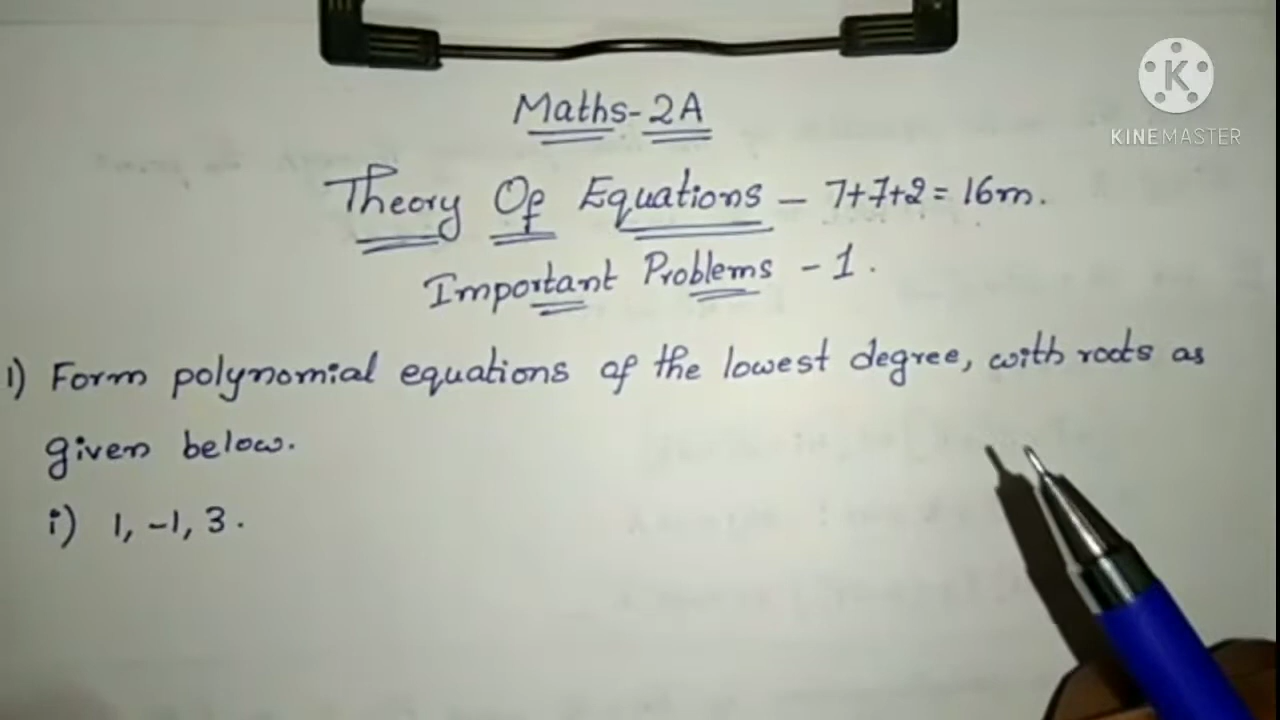 Maths-2A
Theory Of Equations - 7+7+2=16m.
Important Problems - 1.
1) Form polynomial equations of the lowest degree, with roots as
given below.
i) 1, -1, 3.
K
KINEMASTER